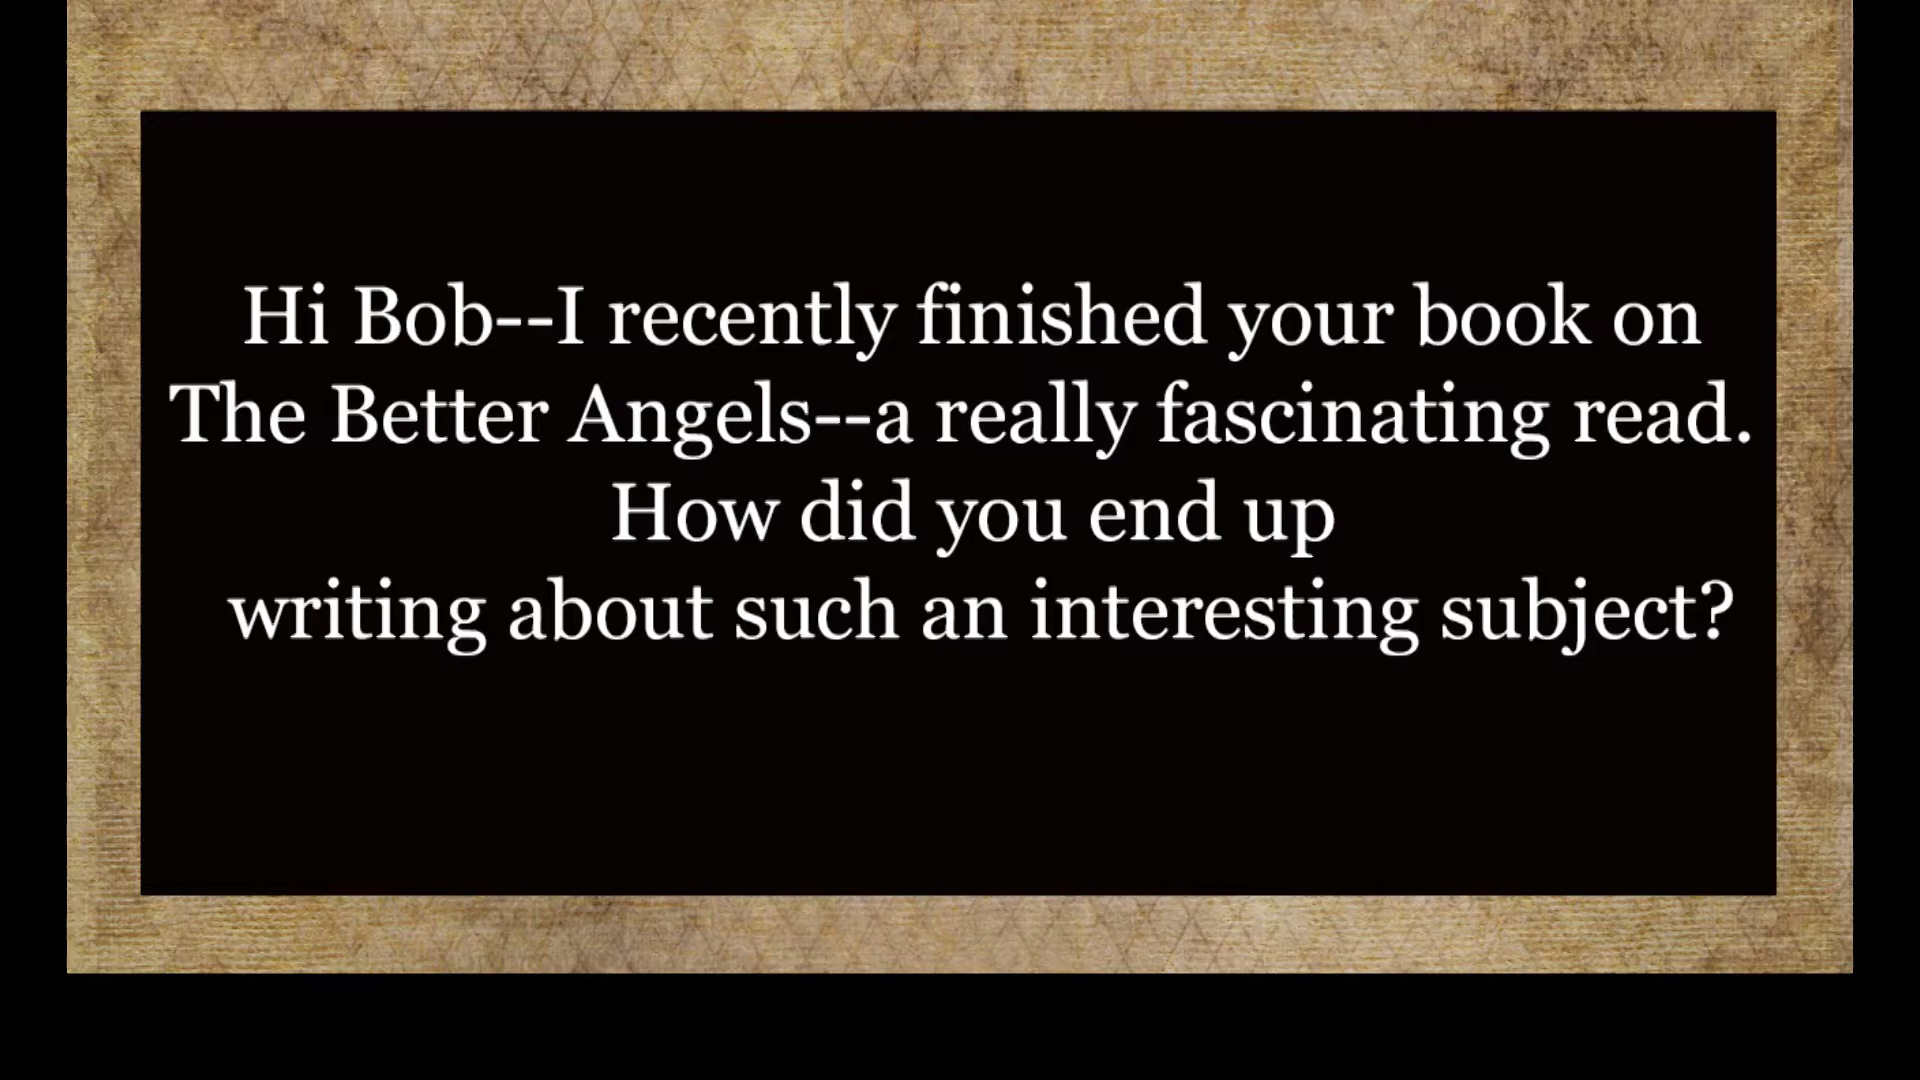 Hi Bob--I recently finished your book on
The Better Angels--a really fascinating read.
How did you end up
writing about such an interesting subject?